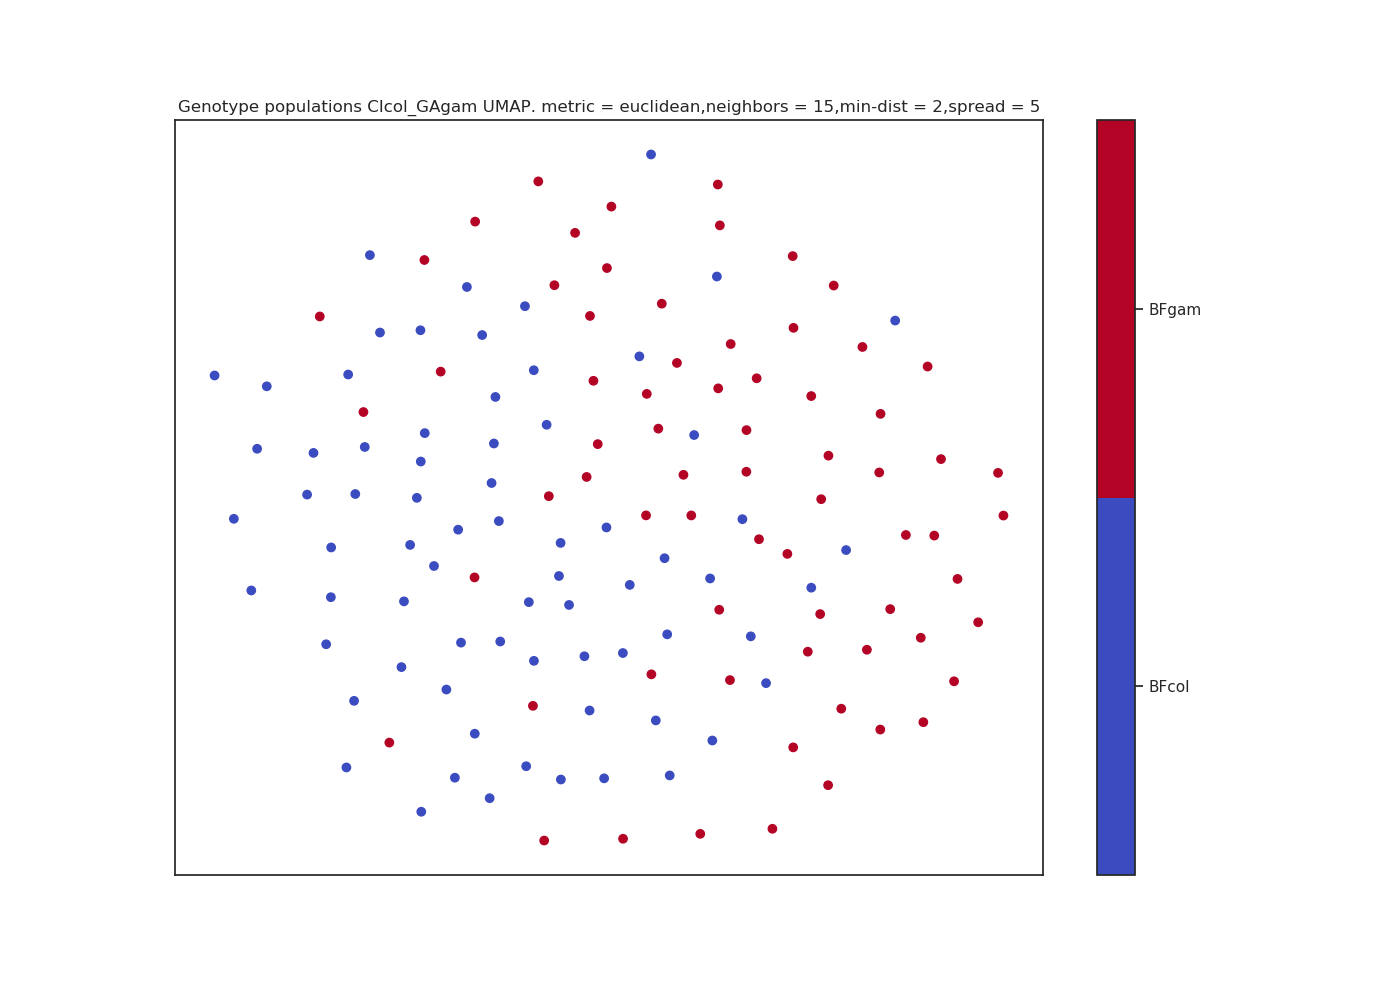 Genotype populations CIcol_GAgam UMAP. metric = euclidean,neighbors = 15,min-dist = 2,spread = 5
BFgam
BFcol